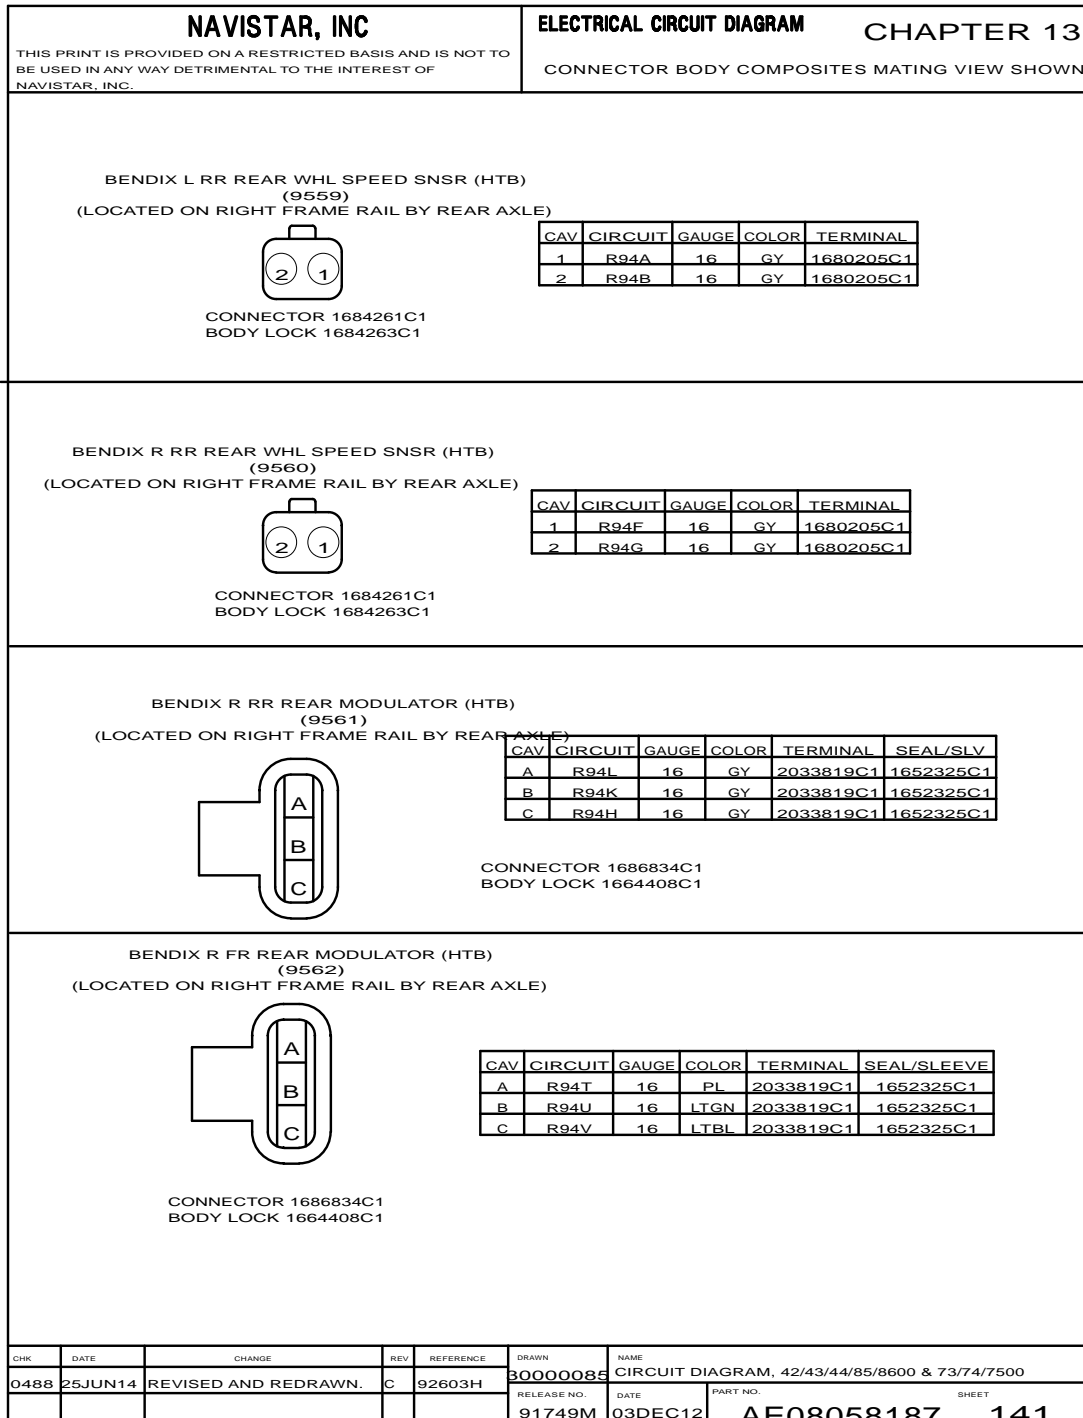 NAVISTAR, INC
THIS PRINT IS PROVIDED ON A RESTRICTED BASIS AND IS NOT TO
BE USED IN ANY WAY DETRIMENTAL TO THE INTEREST OF
NAVISTAR, INC.
ELECTRICAL CIRCUIT DIAGRAM
CHAPTER 13
CONNECTOR BODY COMPOSITES MATING VIEW SHOWN
BENDIX L RR REAR WHL SPEED SNSR (HTB)
(9559)
(LOCATED ON RIGHT FRAME RAIL BY REAR AXLE)
2 1
CONNECTOR 1684261C1
BODY LOCK 1684263C1
CAV CIRCUIT GAUGE COLOR TERMINAL
1 R94A 16 GY 1680205C1
2 R94B 16 GY 1680205C1
BENDIX R RR REAR WHL SPEED SNSR (HTB)
(9560)
(LOCATED ON RIGHT FRAME RAIL BY REAR AXLE)
2 1
CONNECTOR 1684261C1
BODY LOCK 1684263C1
CAV CIRCUIT GAUGE COLOR TERMINAL
1 R94F 16 GY 1680205C1
2 R94G 16 GY 1680205C1
BENDIX R RR REAR MODULATOR (HTB)
(9561)
(LOCATED ON RIGHT FRAME RAIL BY REAR AXLE)
A
B
C
CAV CIRCUIT GAUGE COLOR TERMINAL SEAL/SLV
A R94L 16 GY 2033819C1 1652325C1
B R94K 16 GY 2033819C1 1652325C1
C R94H 16 GY 2033819C1 1652325C1
CONNECTOR 1686834C1
BODY LOCK 1664408C1
BENDIX R FR REAR MODULATOR (HTB)
(9562)
(LOCATED ON RIGHT FRAME RAIL BY REAR AXLE)
A
B
C
CAV CIRCUIT GAUGE COLOR TERMINAL SEAL/SLEEVE
A R94T 16 PL 2033819C1 1652325C1
B R94U 16 LTGN 2033819C1 1652325C1
C R94V 16 LTBL 2033819C1 1652325C1
CONNECTOR 1686834C1
BODY LOCK 1664408C1
CHK DATE CHANGE REV REFERENCE
0488 25JUN14 REVISED AND REDRAWN. C 92603H
DRAWN
30000085
NAME
CIRCUIT DIAGRAM, 42/43/44/85/8600 & 73/74/7500
RELEASE NO.
91749M
DATE
03DEC12
PART NO.
AE08058187
SHEET
141